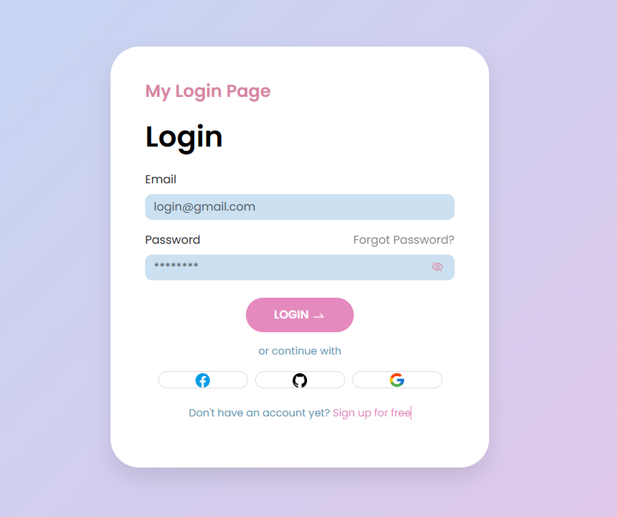 My Login Page
Login
Email
login@gmail.com
Password Forgot Password?
********
LOGIN
or continue with
Don't have an account yet? Sign up for free